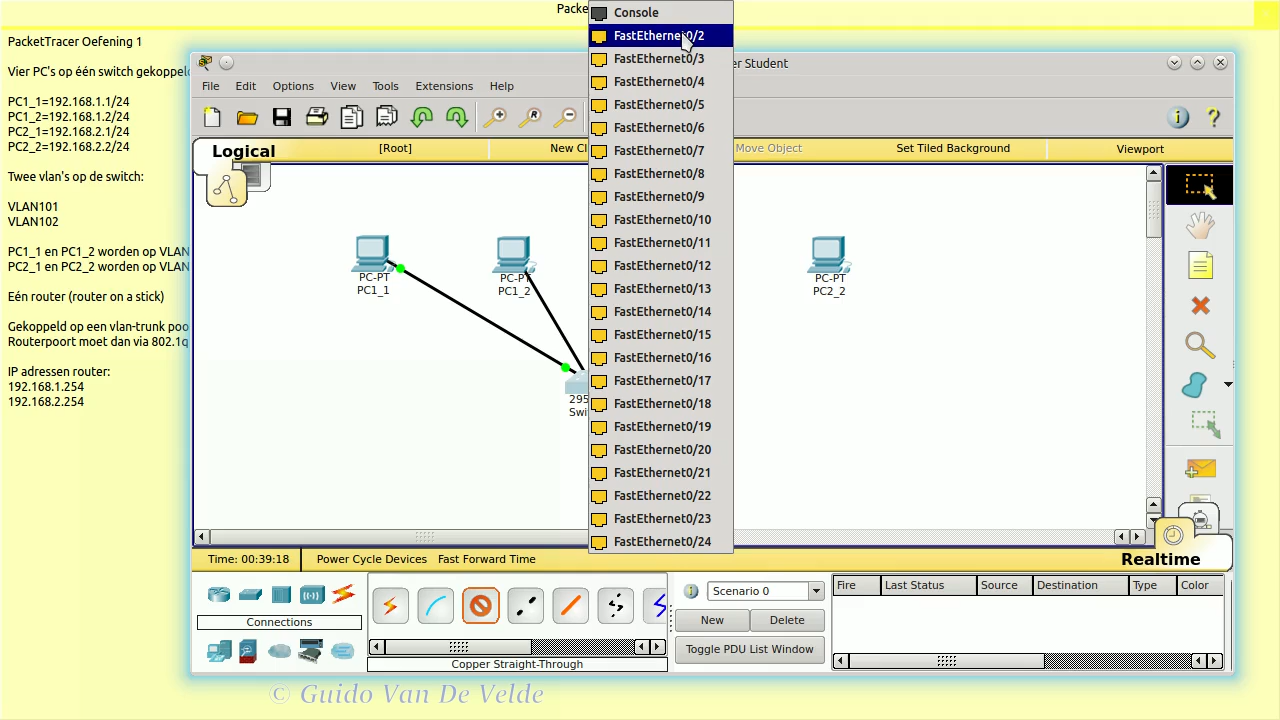 Packe
PacketTracer Oefening 1
Vier PC's op één switch gekoppeld
PC1_1=192.168.1.1/24
PC1_2=192.168.1.2/24
PC2_1=192.168.2.1/24
PC2_2=192.168.2.2/24
Twee vlan's op de switch:
VLAN101
VLAN102
PC1_1 en PC1_2 worden op VLAN
PC2_1 en PC2_2 worden op VLAN
Eén router (router on a stick)
Gekoppeld op een vlan-trunk poo
Routerpoort moet dan via 802.1q
IP adressen router:
192.168.1.254
192.168.2.254
er Student
File Edit Options View Tools Extensions Help
Logical [Root] New Cl Move Object Set Tiled Background Viewport
Console
FastEthernet0/2
FastEthernet0/3
FastEthernet0/4
FastEthernet0/5
FastEthernet0/6
FastEthernet0/7
FastEthernet0/8
FastEthernet0/9
FastEthernet0/10
FastEthernet0/11
FastEthernet0/12
FastEthernet0/13
FastEthernet0/14
FastEthernet0/15
FastEthernet0/16
FastEthernet0/17
FastEthernet0/18
FastEthernet0/19
FastEthernet0/20
FastEthernet0/21
FastEthernet0/22
FastEthernet0/23
FastEthernet0/24
PC-PT
PC1_1
PC-PT
PC1_2
PC-PT
PC2_2
295
Swi
Time: 00:39:18 Power Cycle Devices Fast Forward Time
Realtime
Connections
Copper Straight-Through
Scenario 0
New Delete
Toggle PDU List Window
Fire Last Status Source Destination Type Color
© Guido Van De Velde